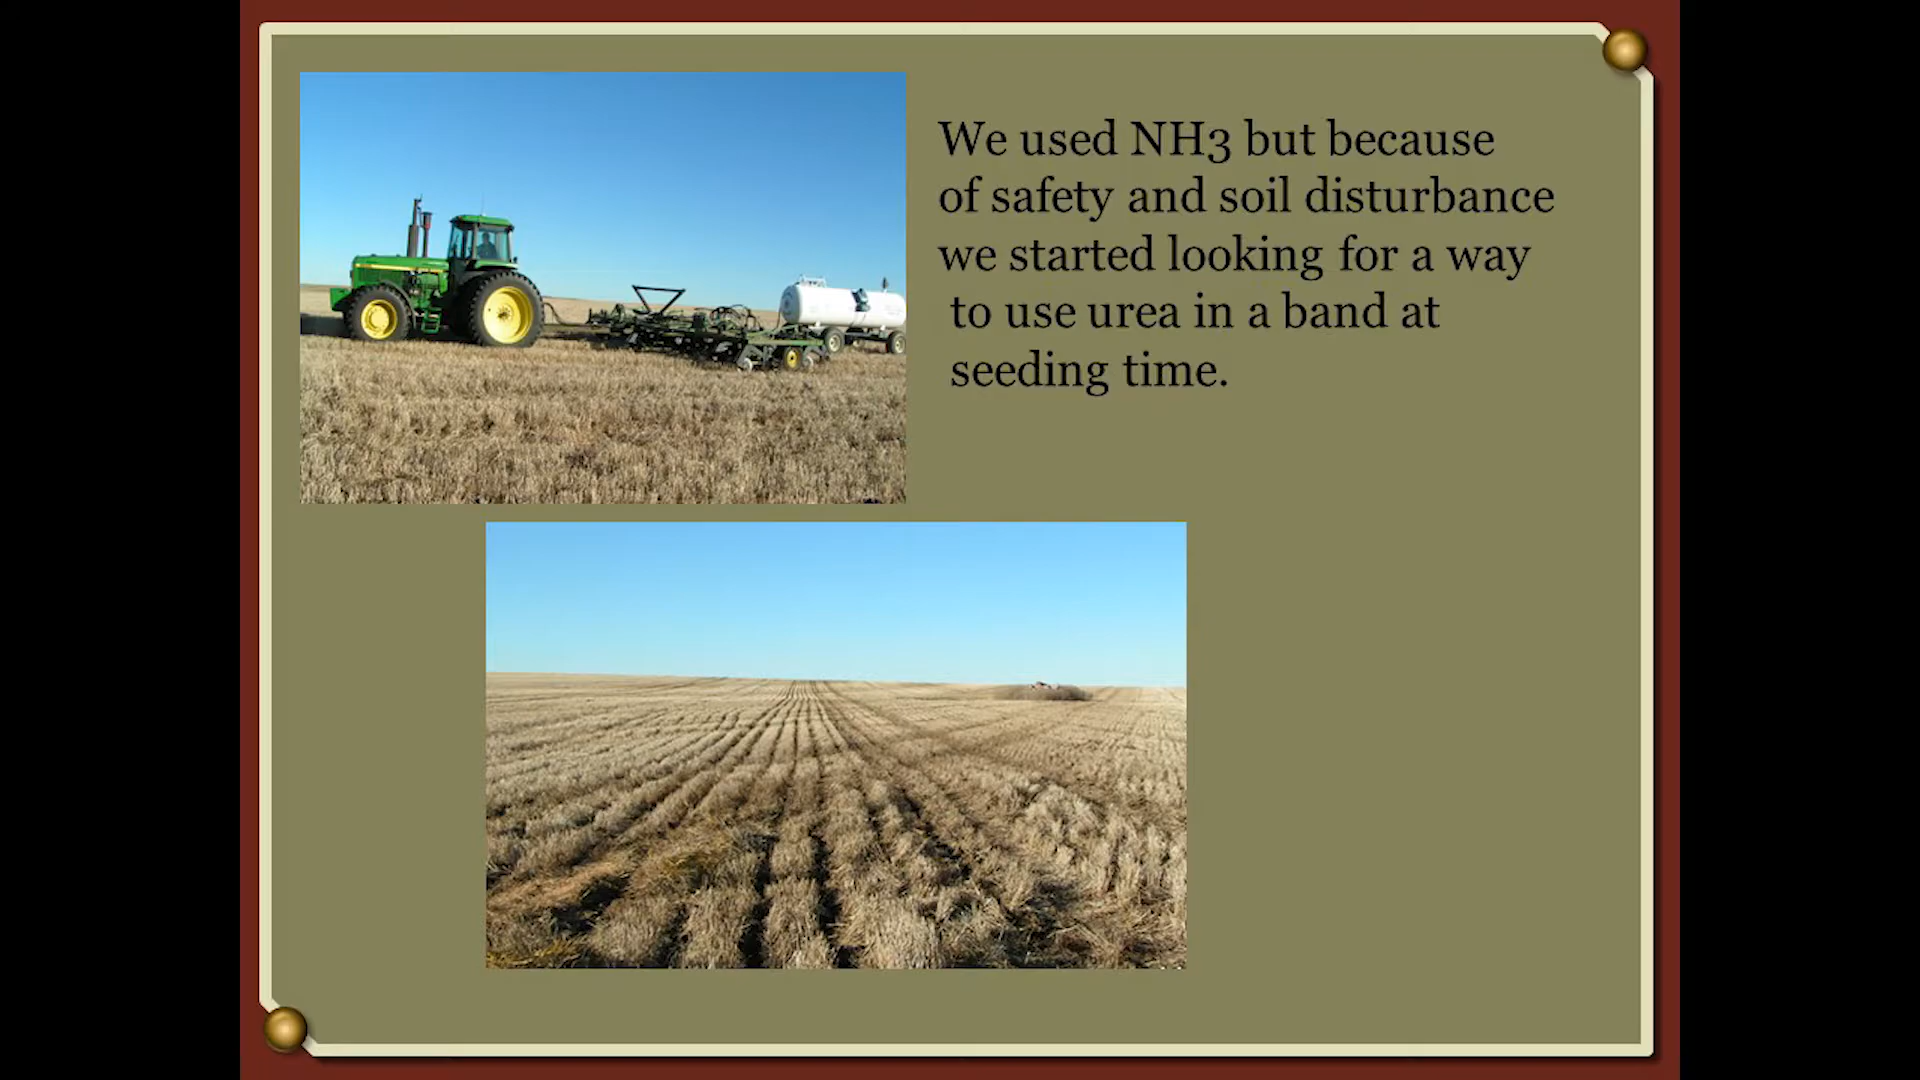 We used NH3 but because
of safety and soil disturbance
we started looking for a way
to use urea in a band at
seeding time.